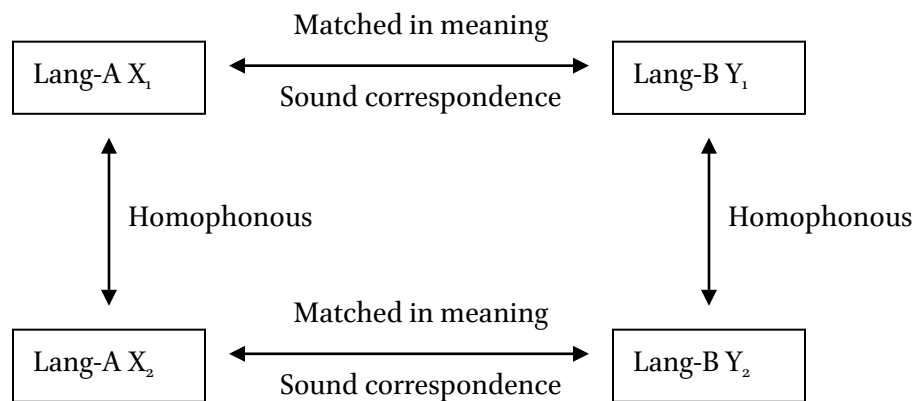 Matched in meaning
Lang-A X₁ Lang-B Y₁
Sound correspondence
Homophonous Homophonous
Matched in meaning
Lang-A X₂ Lang-B Y₂
Sound correspondence